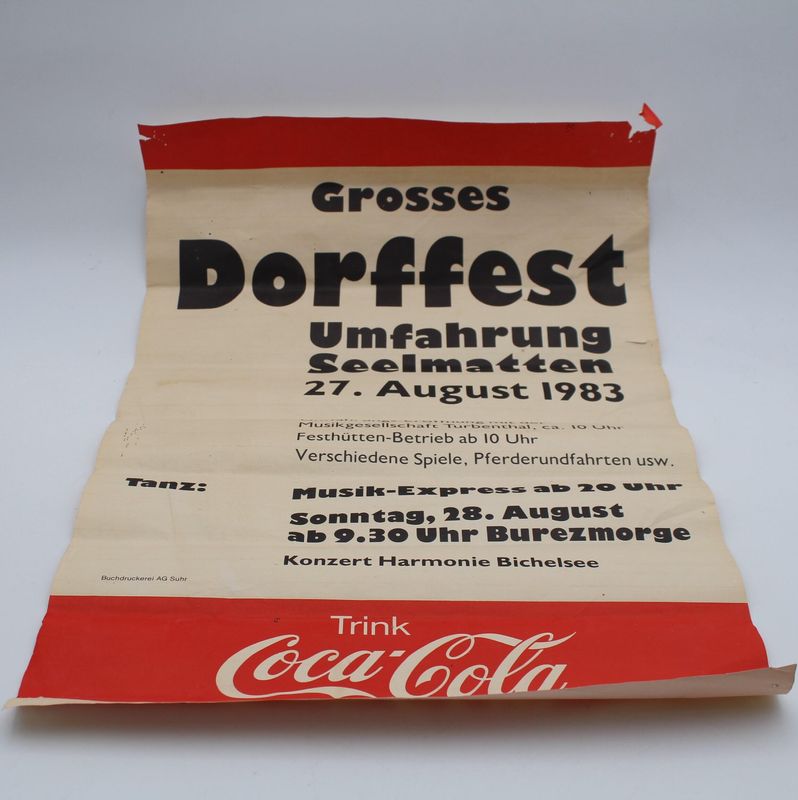 Grosses
Dorffest
Umfahrung
Seelmatten
27. August 1983
Musikgesellschaft Turbenthal, ca. 10 Uhr
Festhütten-Betrieb ab 10 Uhr
Verschiedene Spiele, Pferderundfahrten usw.
Tanz: Musik-Express ab 20 Uhr
Sonntag, 28. August
ab 9.30 Uhr Burezmorge
Konzert Harmonie Bichelsee
Buchdruckerei AG Suhr
Trink
Coca-Cola